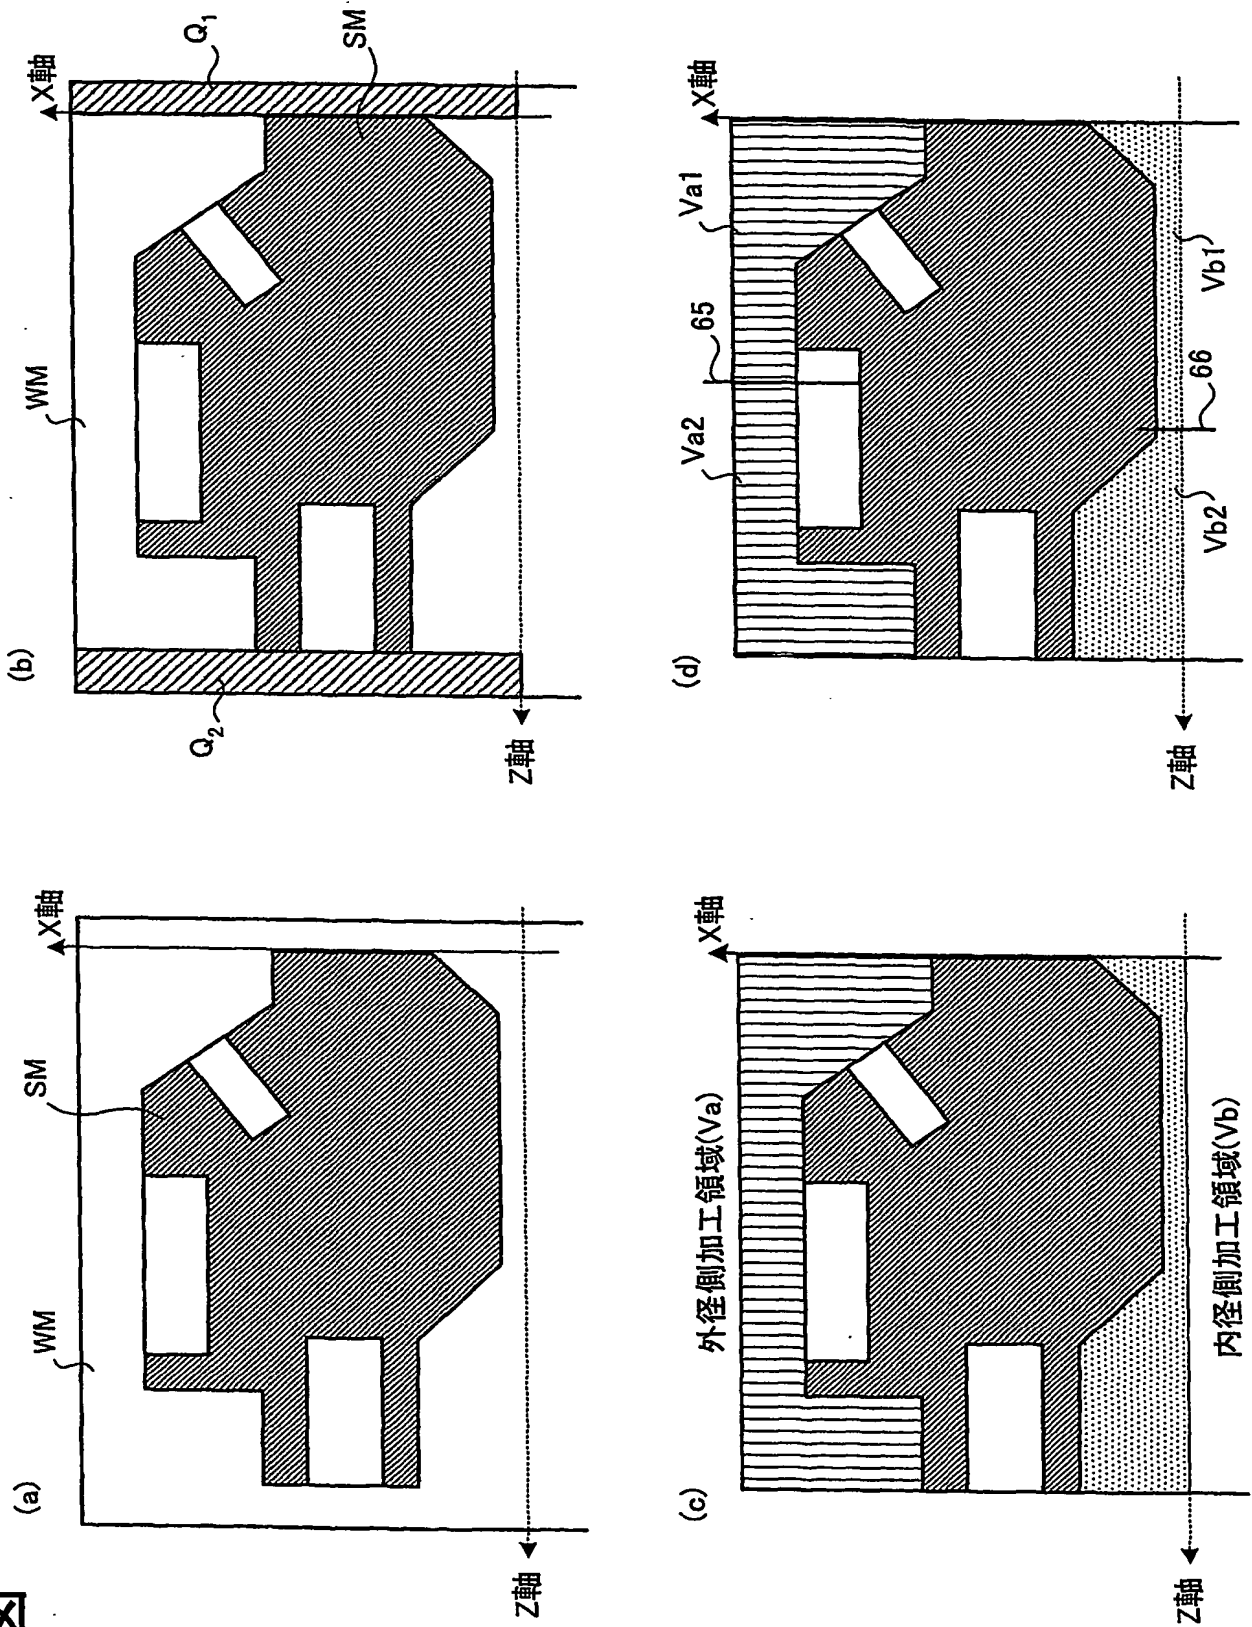 図
(a)
WM
SM
X軸
Z軸
(b)
WM
Q₁
SM
X軸
Q₂
Z軸
(c)
外径側加工領域(Va)
内径側加工領域(Vb)
X軸
Z軸
(d)
Va1
65
Va2
X軸
Vb1
66
Vb2
Z軸